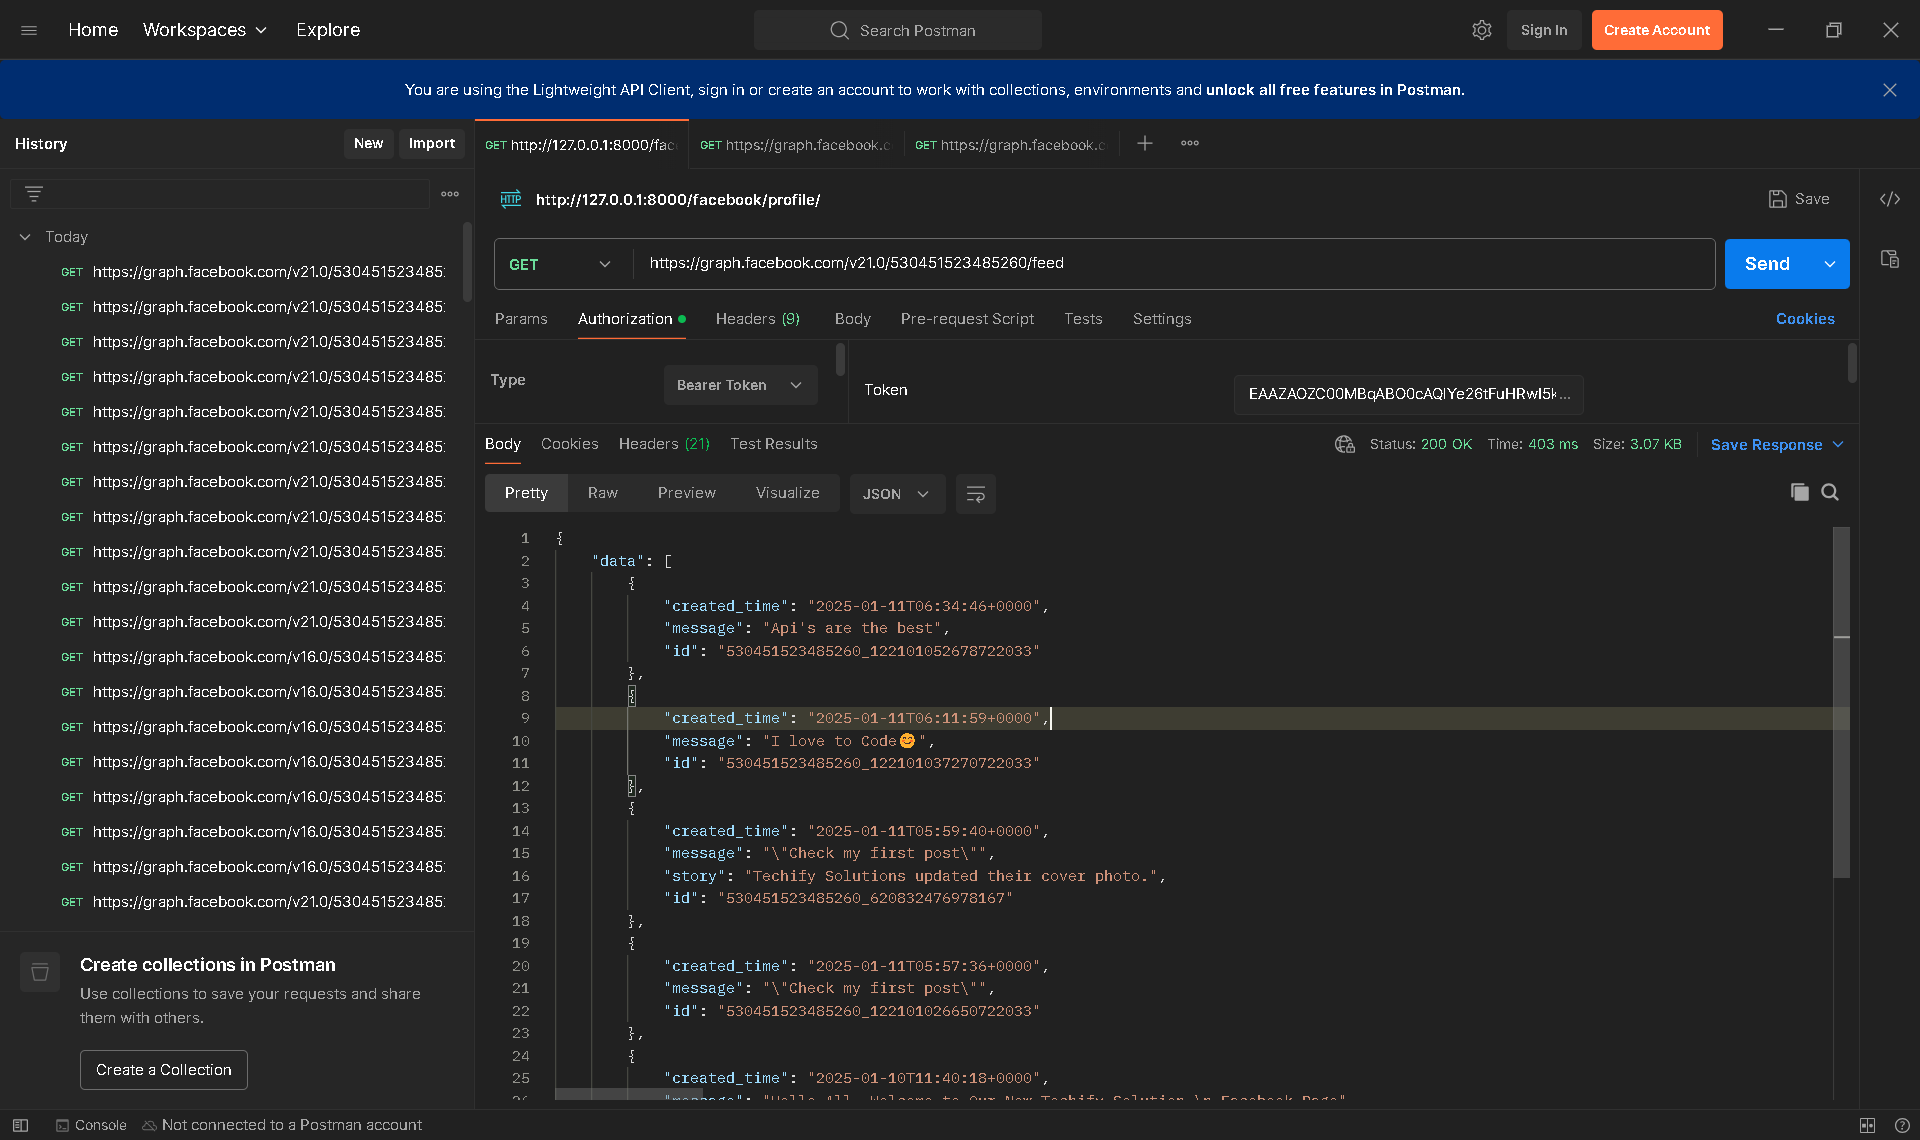 Home Workspaces Explore Search Postman Sign In Create Account
You are using the Lightweight API Client, sign in or create an account to work with collections, environments and unlock all free features in Postman.
History New Import
GET http://127.0.0.1:8000/fac GET https://graph.facebook.c GET https://graph.facebook.c
HTTP http://127.0.0.1:8000/facebook/profile/ Save
Today
GET https://graph.facebook.com/v21.0/530451523485
GET https://graph.facebook.com/v21.0/530451523485
GET https://graph.facebook.com/v21.0/530451523485
GET https://graph.facebook.com/v21.0/530451523485
GET https://graph.facebook.com/v21.0/530451523485
GET https://graph.facebook.com/v21.0/530451523485
GET https://graph.facebook.com/v21.0/530451523485
GET https://graph.facebook.com/v21.0/530451523485
GET https://graph.facebook.com/v21.0/530451523485
GET https://graph.facebook.com/v21.0/530451523485
GET https://graph.facebook.com/v21.0/530451523485
GET https://graph.facebook.com/v16.0/530451523485
GET https://graph.facebook.com/v16.0/530451523485
GET https://graph.facebook.com/v16.0/530451523485
GET https://graph.facebook.com/v16.0/530451523485
GET https://graph.facebook.com/v16.0/530451523485
GET https://graph.facebook.com/v16.0/530451523485
GET https://graph.facebook.com/v16.0/530451523485
GET https://graph.facebook.com/v21.0/530451523485
Create collections in Postman
Use collections to save your requests and share
them with others.
Create a Collection
GET https://graph.facebook.com/v21.0/530451523485260/feed Send
Params Authorization Headers (9) Body Pre-request Script Tests Settings Cookies
Type Bearer Token Token EAAZAOZC00MBqABO0cAQIYe26tFuHRwI5k...
Body Cookies Headers (21) Test Results Status: 200 OK Time: 403 ms Size: 3.07 KB Save Response
Pretty Raw Preview Visualize JSON
1 {
2 "data": [
3 {
4 "created_time": "2025-01-11T06:34:46+0000",
5 "message": "Api's are the best",
6 "id": "530451523485260_122101052678722033"
7 },
8 {
9 "created_time": "2025-01-11T06:11:59+0000",
10 "message": "I love to Code😊",
11 "id": "530451523485260_122101037270722033"
12 },
13 {
14 "created_time": "2025-01-11T05:59:40+0000",
15 "message": "\"Check my first post\"",
16 "story": "Techify Solutions updated their cover photo.",
17 "id": "530451523485260_620832476978167"
18 },
19 {
20 "created_time": "2025-01-11T05:57:36+0000",
21 "message": "\"Check my first post\"",
22 "id": "530451523485260_122101026650722033"
23 },
24 {
25 "created_time": "2025-01-10T11:40:18+0000",
26 "message": "Hello All, Welcome to Our New Techify Solution \n Facebook Page"
Console Not connected to a Postman account